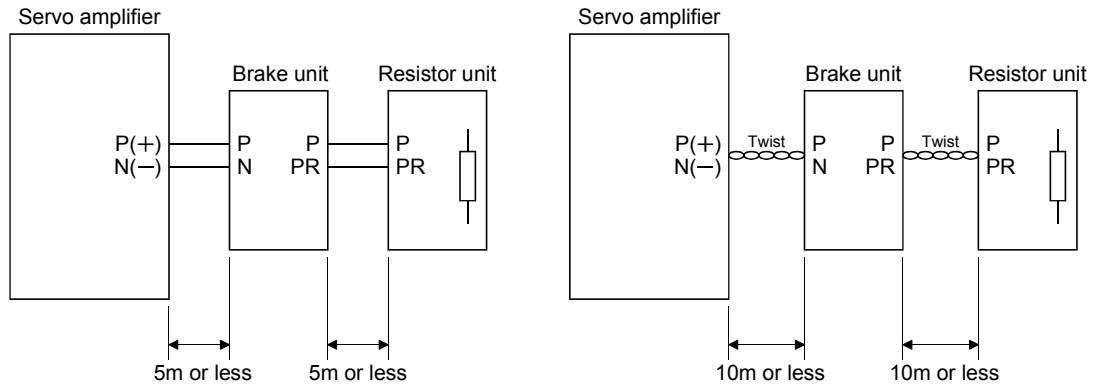 Servo amplifier
Brake unit
Resistor unit
P(+)
N(−)
P
N
P
PR
P
PR
5m or less
5m or less
Servo amplifier
Brake unit
Resistor unit
P(+)
N(−)
Twist
P
N
P
PR
Twist
P
PR
10m or less
10m or less